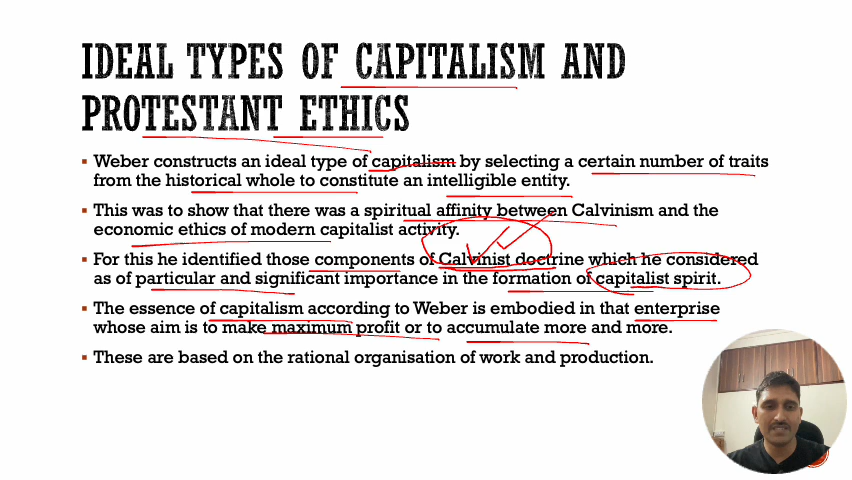 IDEAL TYPES OF CAPITALISM AND
PROTESTANT ETHICS
▪ Weber constructs an ideal type of capitalism by selecting a certain number of traits
from the historical whole to constitute an intelligible entity.
▪ This was to show that there was a spiritual affinity between Calvinism and the
economic ethics of modern capitalist activity.
▪ For this he identified those components of Calvinist doctrine which he considered
as of particular and significant importance in the formation of capitalist spirit.
▪ The essence of capitalism according to Weber is embodied in that enterprise
whose aim is to make maximum profit or to accumulate more and more.
▪ These are based on the rational organisation of work and production.